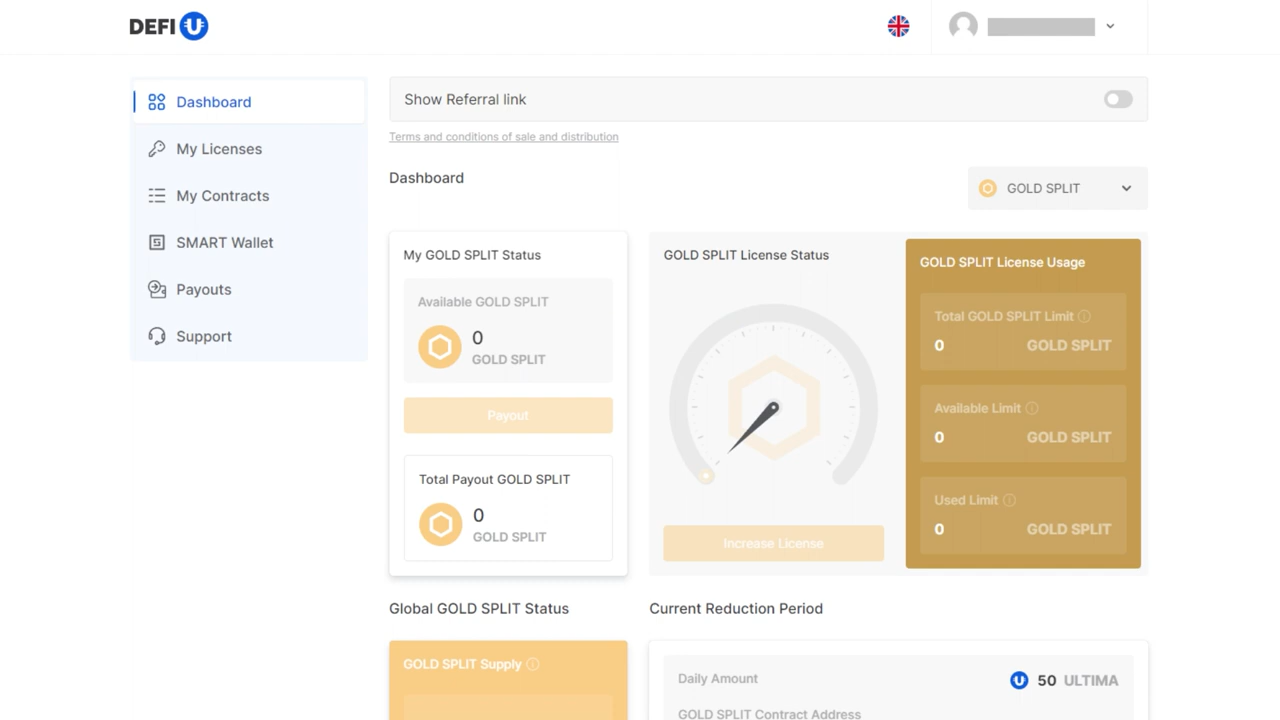 DEFI U
Dashboard
My Licenses
My Contracts
SMART Wallet
Payouts
Support
Show Referral link
Terms and conditions of sale and distribution
Dashboard
GOLD SPLIT
My GOLD SPLIT Status
Available GOLD SPLIT
0
GOLD SPLIT
Payout
Total Payout GOLD SPLIT
0
GOLD SPLIT
GOLD SPLIT License Status
Increase License
GOLD SPLIT License Usage
Total GOLD SPLIT Limit
0 GOLD SPLIT
Available Limit
0 GOLD SPLIT
Used Limit
0 GOLD SPLIT
Global GOLD SPLIT Status
GOLD SPLIT Supply
Current Reduction Period
Daily Amount 50 ULTIMA
GOLD SPLIT Contract Address